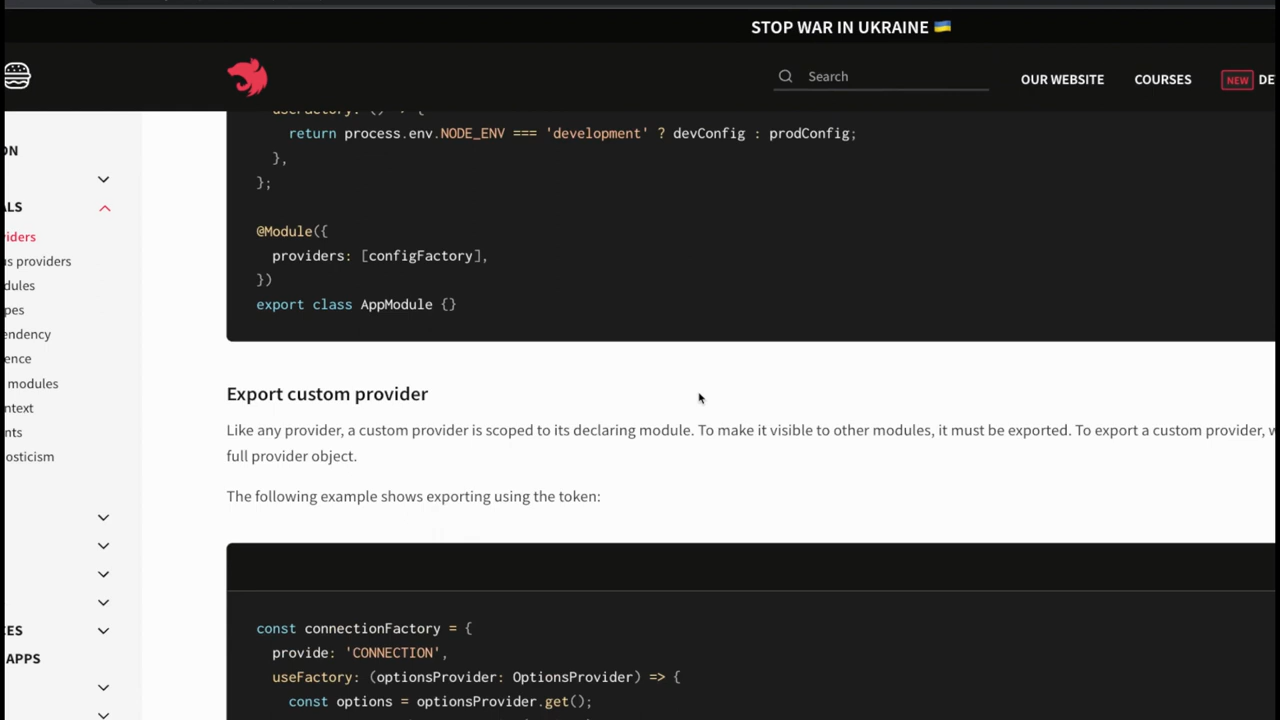 STOP WAR IN UKRAINE 🇺🇦
Search
OUR WEBSITE
COURSES
NEW
DE
ON
ALS
iders
us providers
dules
pes
endency
ence
modules
ntext
nts
osticism
ES
APPS
useFactory: () => {
return process.env.NODE_ENV === 'development' ? devConfig : prodConfig;
},
};
@Module({
providers: [configFactory],
})
export class AppModule {}
Export custom provider
Like any provider, a custom provider is scoped to its declaring module. To make it visible to other modules, it must be exported. To export a custom provider, w
full provider object.
The following example shows exporting using the token:
const connectionFactory = {
provide: 'CONNECTION',
useFactory: (optionsProvider: OptionsProvider) => {
const options = optionsProvider.get();